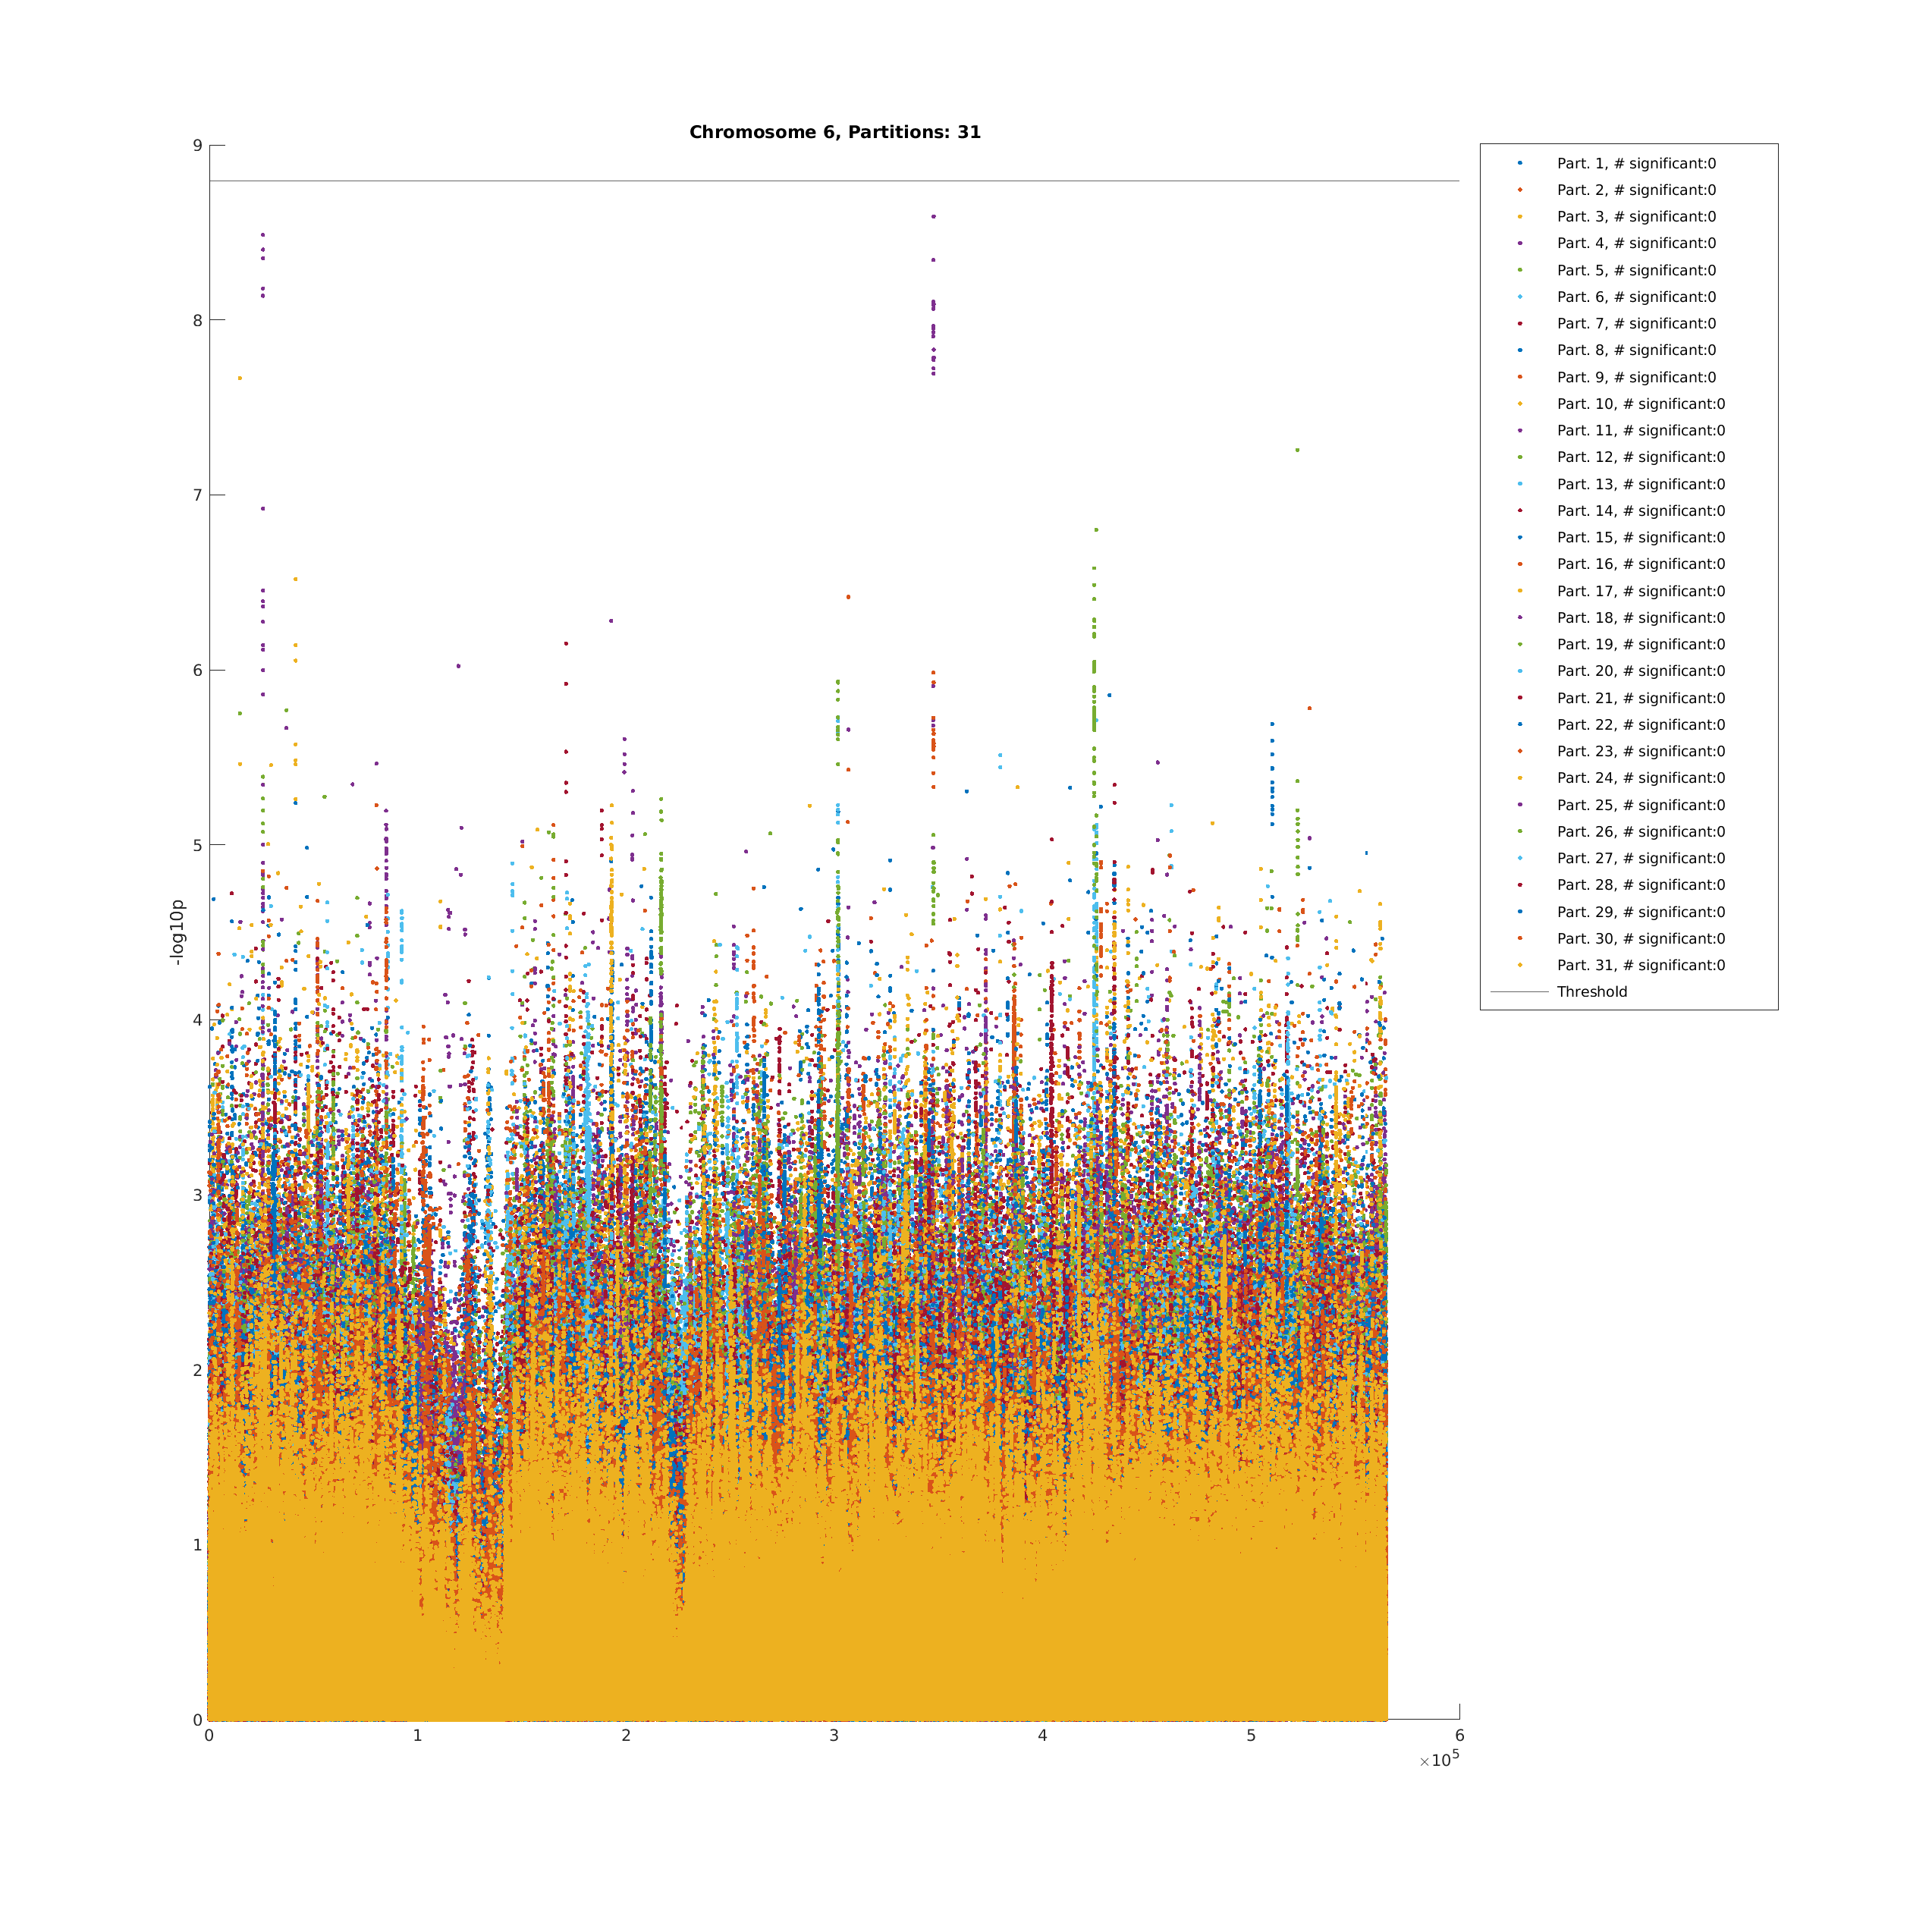 Chromosome 6, Partitions: 31
9
8
7
6
5
4
3
2
1
0
-log10p
0 1 2 3 4 5 6
×10^5
Part. 1, # significant:0
Part. 2, # significant:0
Part. 3, # significant:0
Part. 4, # significant:0
Part. 5, # significant:0
Part. 6, # significant:0
Part. 7, # significant:0
Part. 8, # significant:0
Part. 9, # significant:0
Part. 10, # significant:0
Part. 11, # significant:0
Part. 12, # significant:0
Part. 13, # significant:0
Part. 14, # significant:0
Part. 15, # significant:0
Part. 16, # significant:0
Part. 17, # significant:0
Part. 18, # significant:0
Part. 19, # significant:0
Part. 20, # significant:0
Part. 21, # significant:0
Part. 22, # significant:0
Part. 23, # significant:0
Part. 24, # significant:0
Part. 25, # significant:0
Part. 26, # significant:0
Part. 27, # significant:0
Part. 28, # significant:0
Part. 29, # significant:0
Part. 30, # significant:0
Part. 31, # significant:0
Threshold